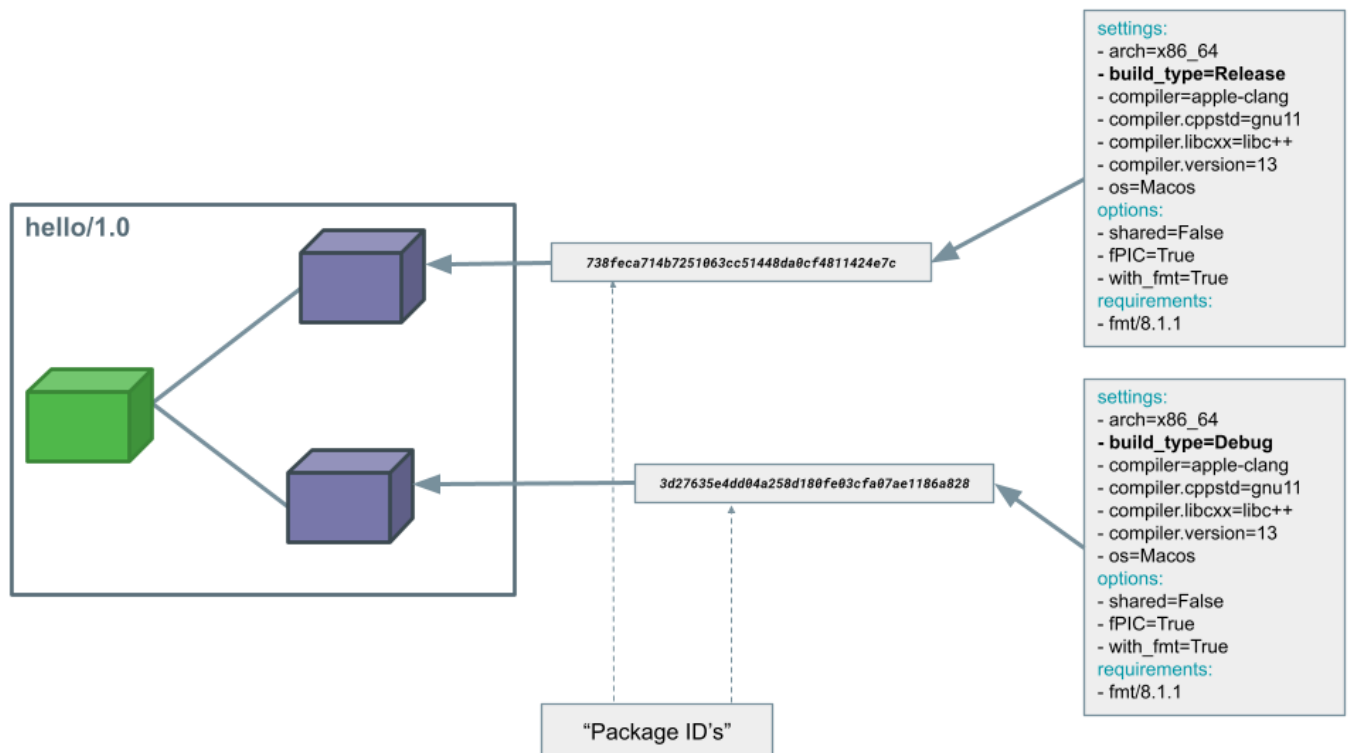 settings:
- arch=x86_64
- build_type=Release
- compiler=apple-clang
- compiler.cppstd=gnu11
- compiler.libcxx=libc++
- compiler.version=13
- os=Macos
options:
- shared=False
- fPIC=True
- with_fmt=True
requirements:
- fmt/8.1.1
hello/1.0
738feca714b7251063cc51448da0cf4811424e7c
3d27635e4dd04a258d180fe03cfa07ae1186a828
settings:
- arch=x86_64
- build_type=Debug
- compiler=apple-clang
- compiler.cppstd=gnu11
- compiler.libcxx=libc++
- compiler.version=13
- os=Macos
options:
- shared=False
- fPIC=True
- with_fmt=True
requirements:
- fmt/8.1.1
“Package ID’s”